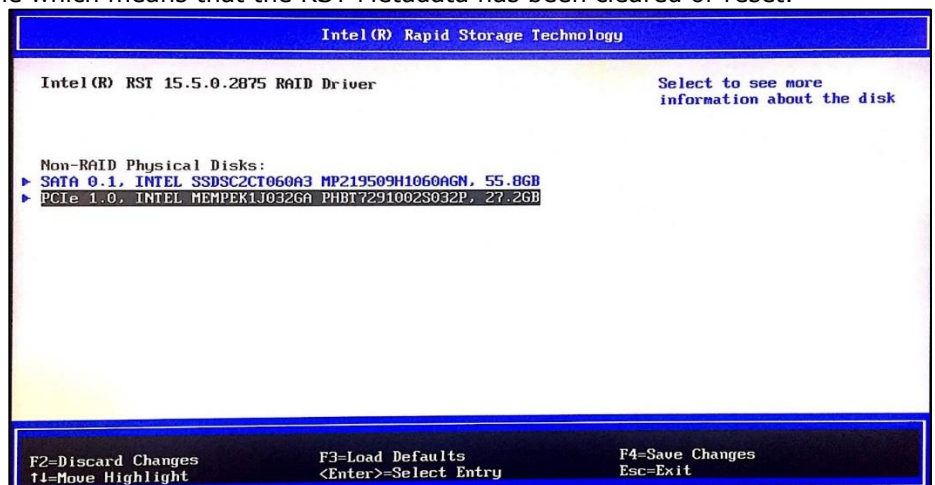 which means that the RST Metadata has been cleared or reset.
Intel(R) Rapid Storage Technology
Intel(R) RST 15.5.0.2875 RAID Driver
Select to see more
information about the disk
Non-RAID Physical Disks:
SATA 0.1, INTEL SSDSC2CT060A3 MP219509H1060AGN, 55.8GB
PCIe 1.0, INTEL MEMPEK1J032GA PHBT7291002S032P, 27.2GB
F2=Discard Changes
F3=Load Defaults
F4=Save Changes
↑↓=Move Highlight
<Enter>=Select Entry
Esc=Exit